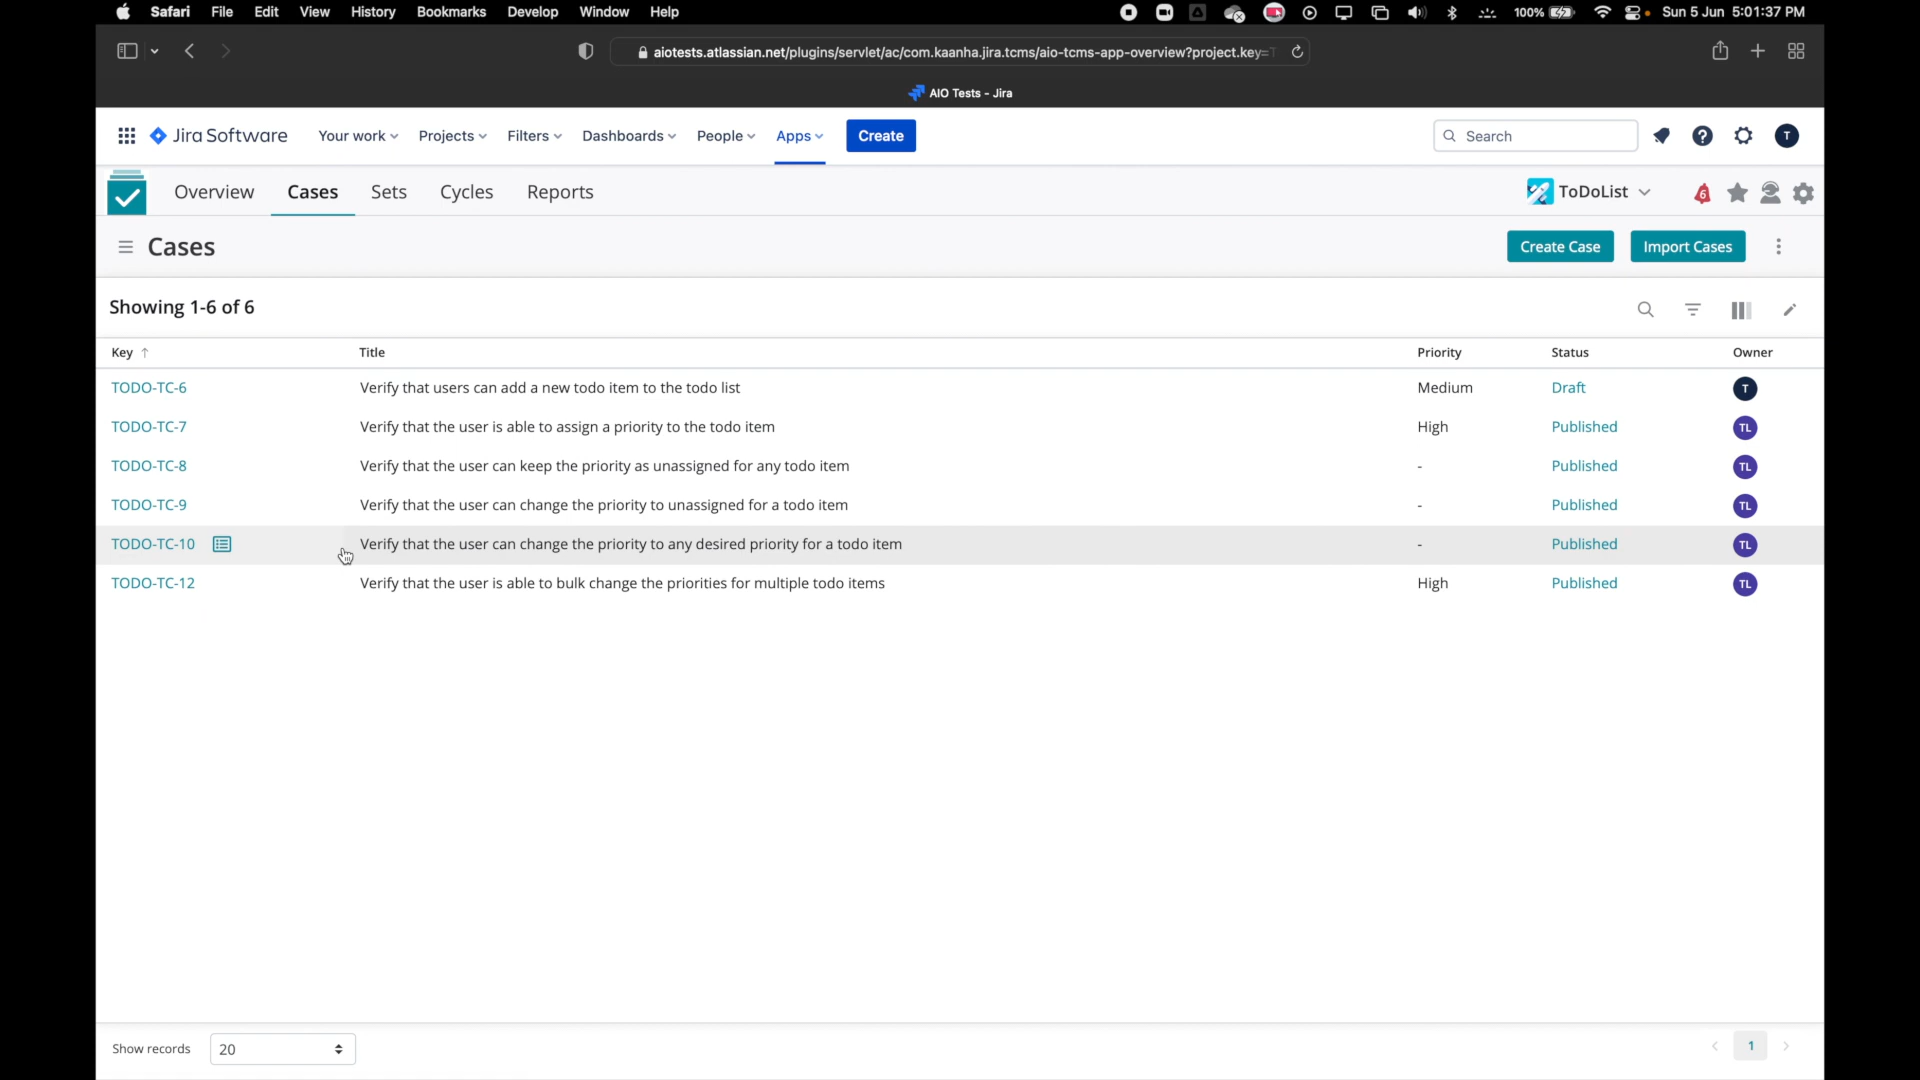 Safari File Edit View History Bookmarks Develop Window Help 100% Sun 5 Jun 5:01:37 PM
aiotests.atlassian.net/plugins/servlet/ac/com.kaanha.jira.tcms/aio-tcms-app-overview?project.key=
AIO Tests - Jira
Jira Software Your work Projects Filters Dashboards People Apps Create Search T
Overview Cases Sets Cycles Reports ToDoList 6
Cases Create Case Import Cases
Showing 1-6 of 6
Key Title Priority Status Owner
TODO-TC-6 Verify that users can add a new todo item to the todo list Medium Draft T
TODO-TC-7 Verify that the user is able to assign a priority to the todo item High Published TL
TODO-TC-8 Verify that the user can keep the priority as unassigned for any todo item - Published TL
TODO-TC-9 Verify that the user can change the priority to unassigned for a todo item - Published TL
TODO-TC-10 Verify that the user can change the priority to any desired priority for a todo item - Published TL
TODO-TC-12 Verify that the user is able to bulk change the priorities for multiple todo items High Published TL
Show records 20 1